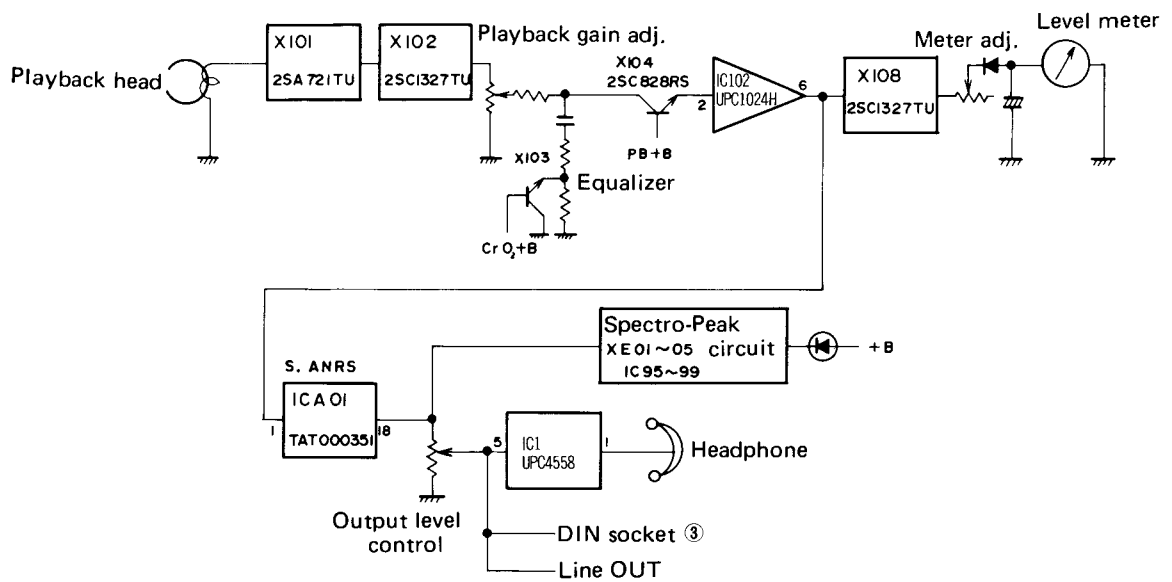 Playback head
X101
2SA721TU
X102
2SC1327TU
Playback gain adj.
X103
Equalizer
CrO₂+B
X104
2SC828RS
PB+B
2
IC102
UPC1024H
6
X108
2SC1327TU
Meter adj.
Level meter
S. ANRS
1
ICA01
TAT000351
18
Output level
control
Spectro-Peak
XE01~05 circuit
IC95~99
+B
5
IC1
UPC4558
1
Headphone
DIN socket ③
Line OUT